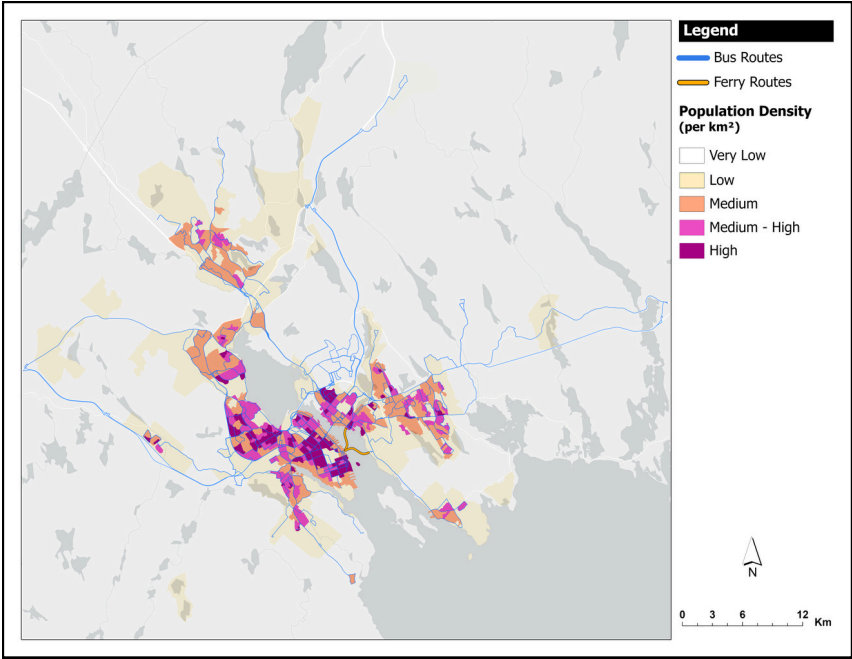 Legend
Bus Routes
Ferry Routes
Population Density
(per km²)
Very Low
Low
Medium
Medium - High
High
N
0 3 6 12 Km